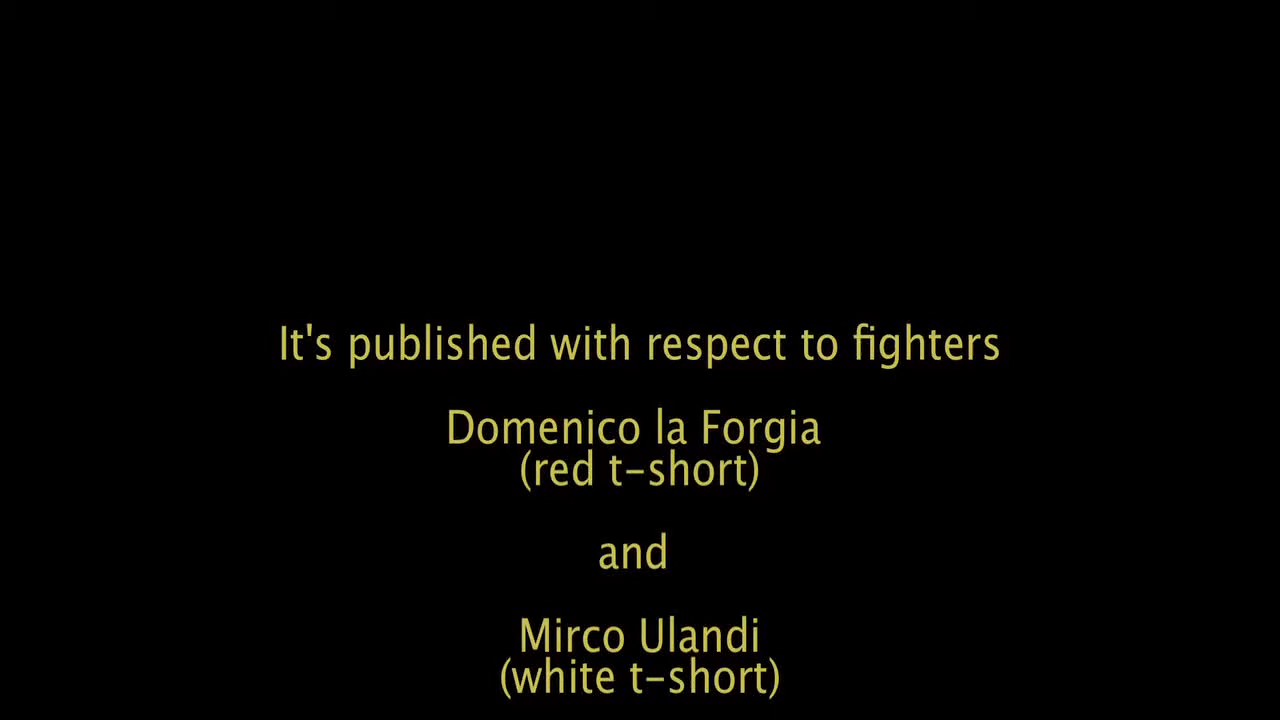 It's published with respect to fighters
Domenico la Forgia
(red t-short)
and
Mirco Ulandi
(white t-short)